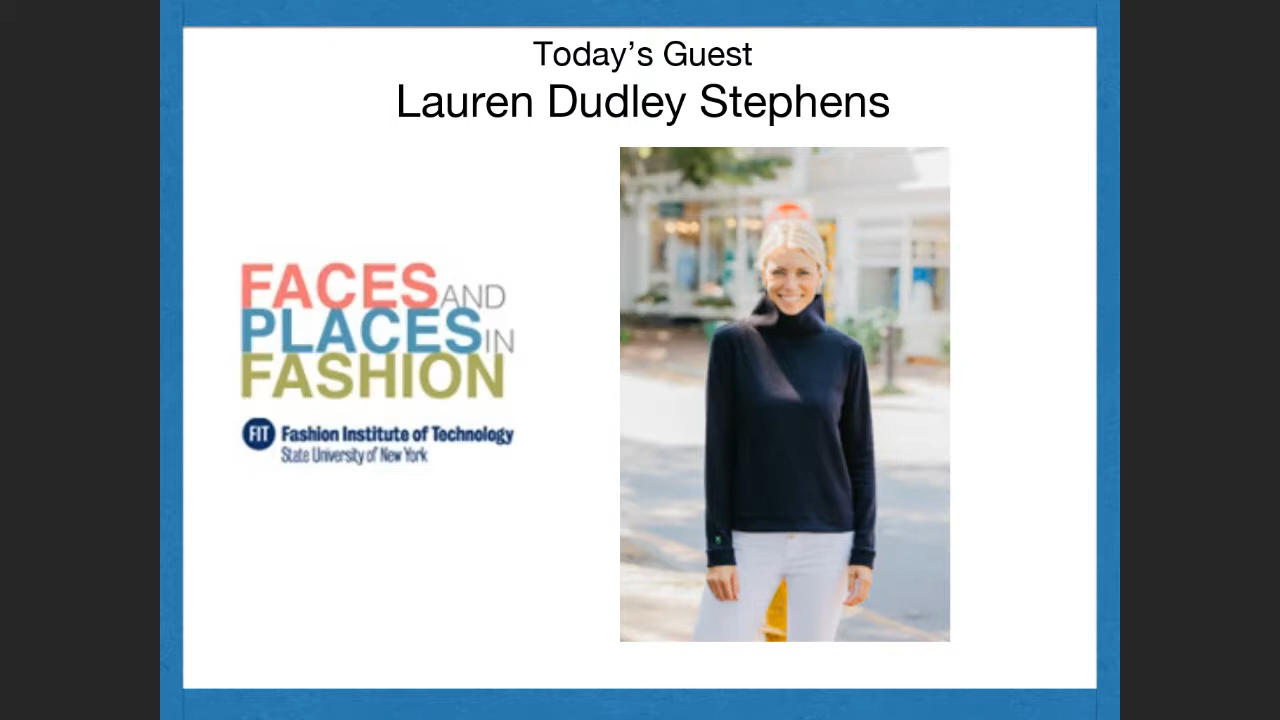 Today’s Guest
Lauren Dudley Stephens
FACES AND
PLACES IN
FASHION
FIT Fashion Institute of Technology
State University of New York